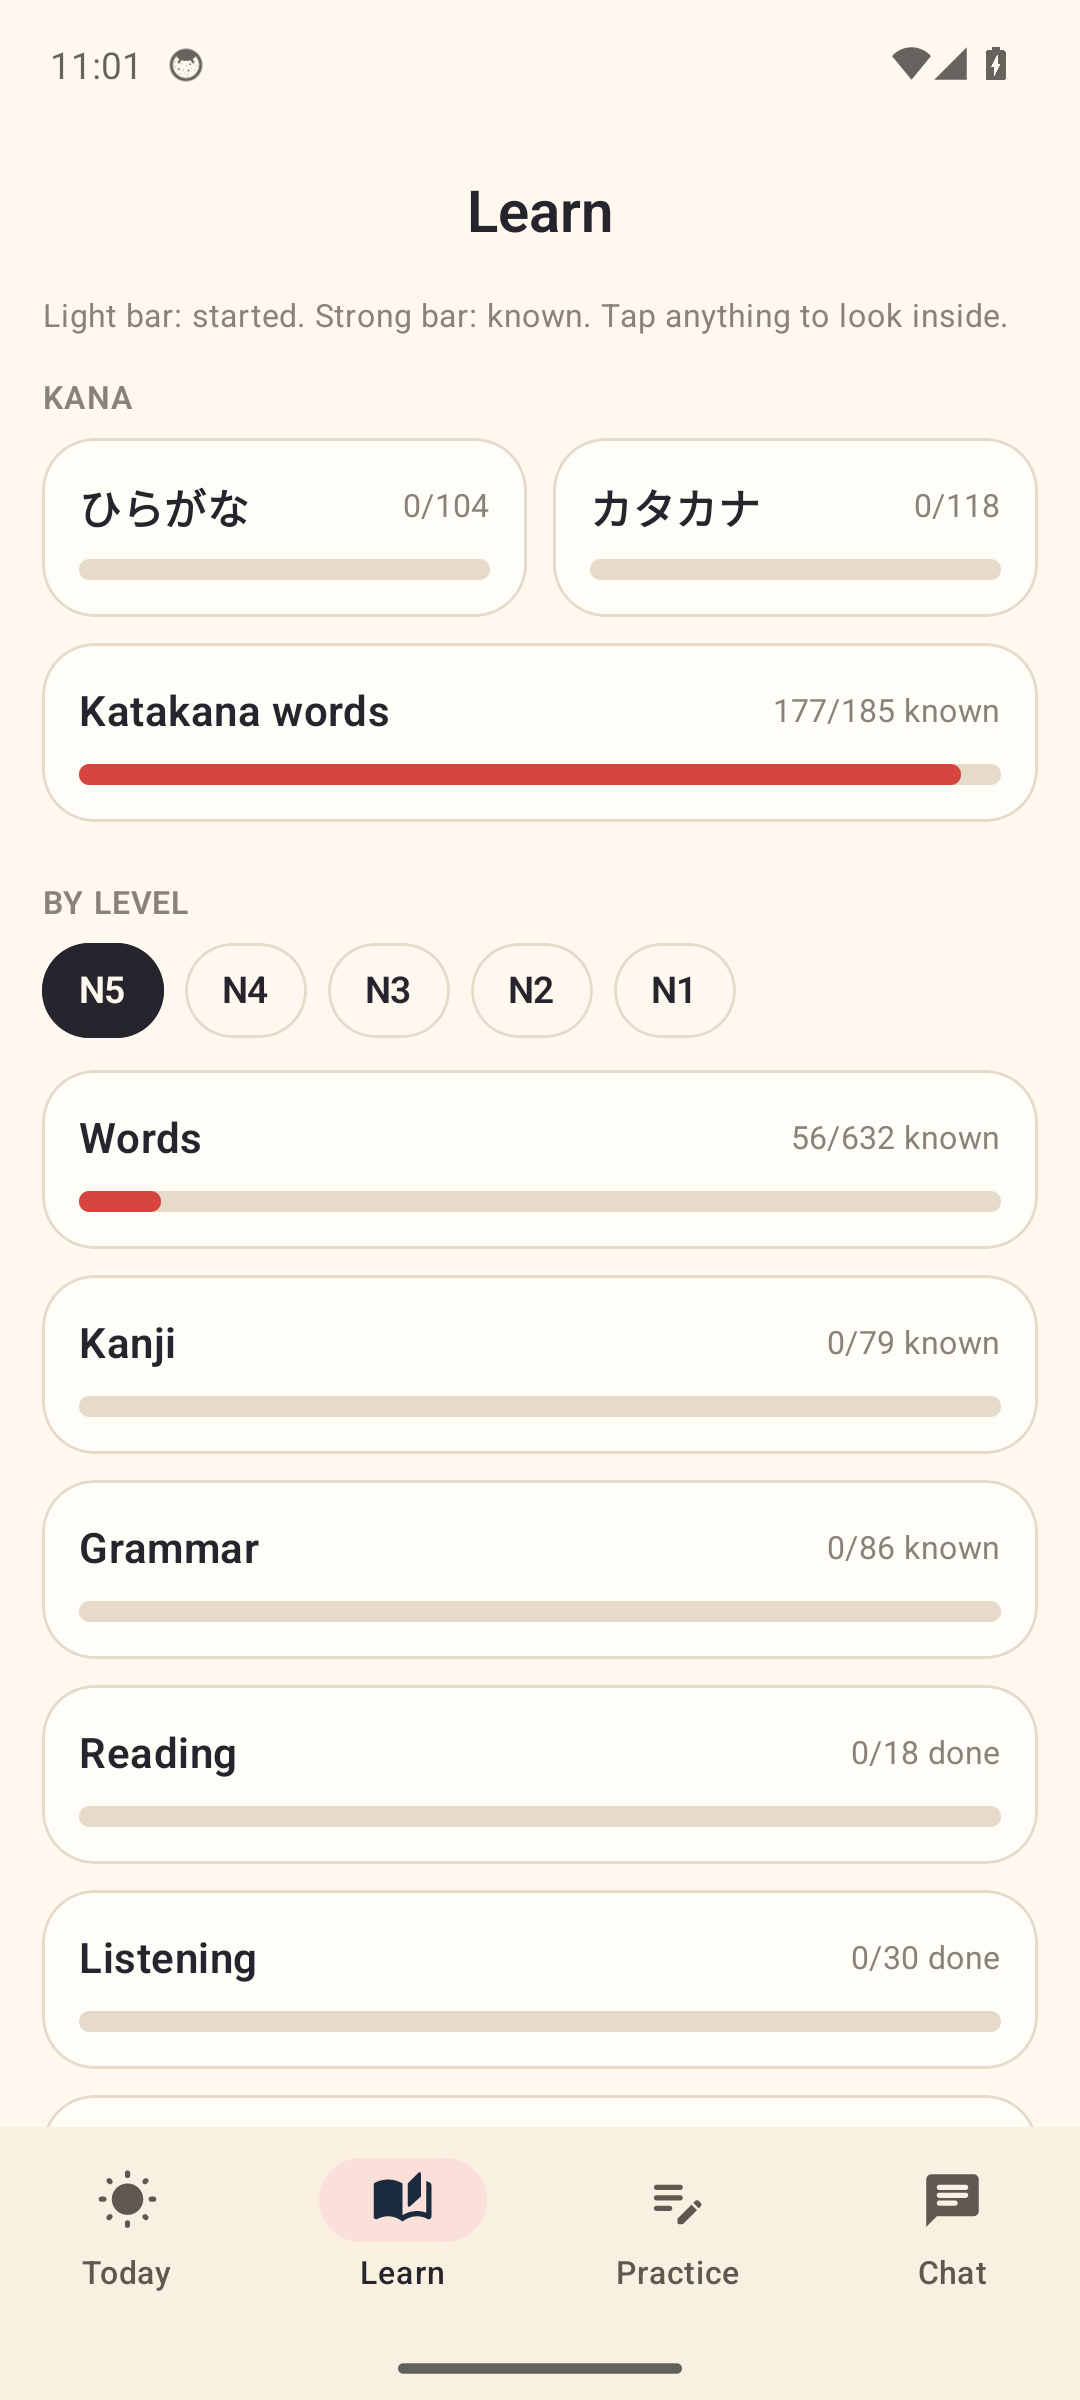 11:01
Learn
Light bar: started. Strong bar: known. Tap anything to look inside.
KANA
ひらがな 0/104
カタカナ 0/118
Katakana words 177/185 known
BY LEVEL
N5 N4 N3 N2 N1
Words 56/632 known
Kanji 0/79 known
Grammar 0/86 known
Reading 0/18 done
Listening 0/30 done
Today Learn Practice Chat